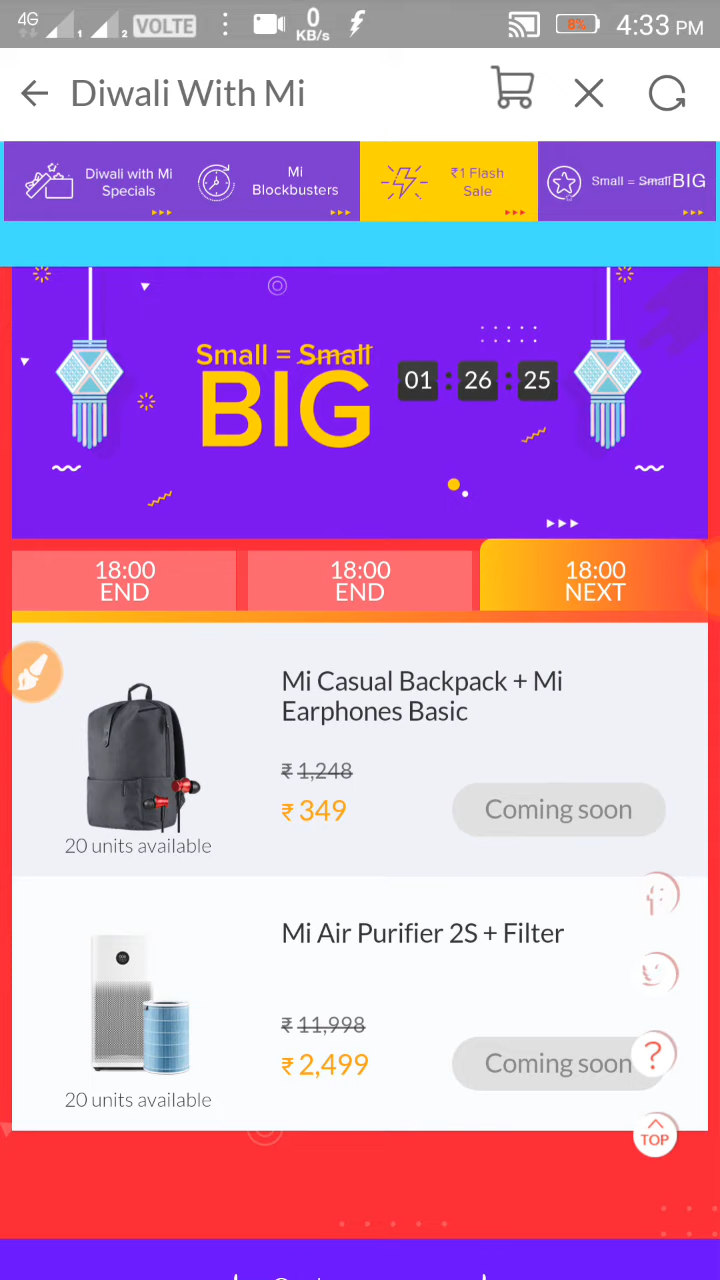 4G
1
2
VOLTE
0
KB/s
8%
4:33 PM
Diwali With Mi
Diwali with Mi
Specials
Mi
Blockbusters
₹1 Flash
Sale
Small = Small BIG
Small = Small
BIG
01 : 26 : 25
18:00
END
18:00
END
18:00
NEXT
Mi Casual Backpack + Mi
Earphones Basic
₹ 1,248
₹ 349
Coming soon
20 units available
Mi Air Purifier 2S + Filter
₹ 11,998
₹ 2,499
Coming soon
?
20 units available
TOP